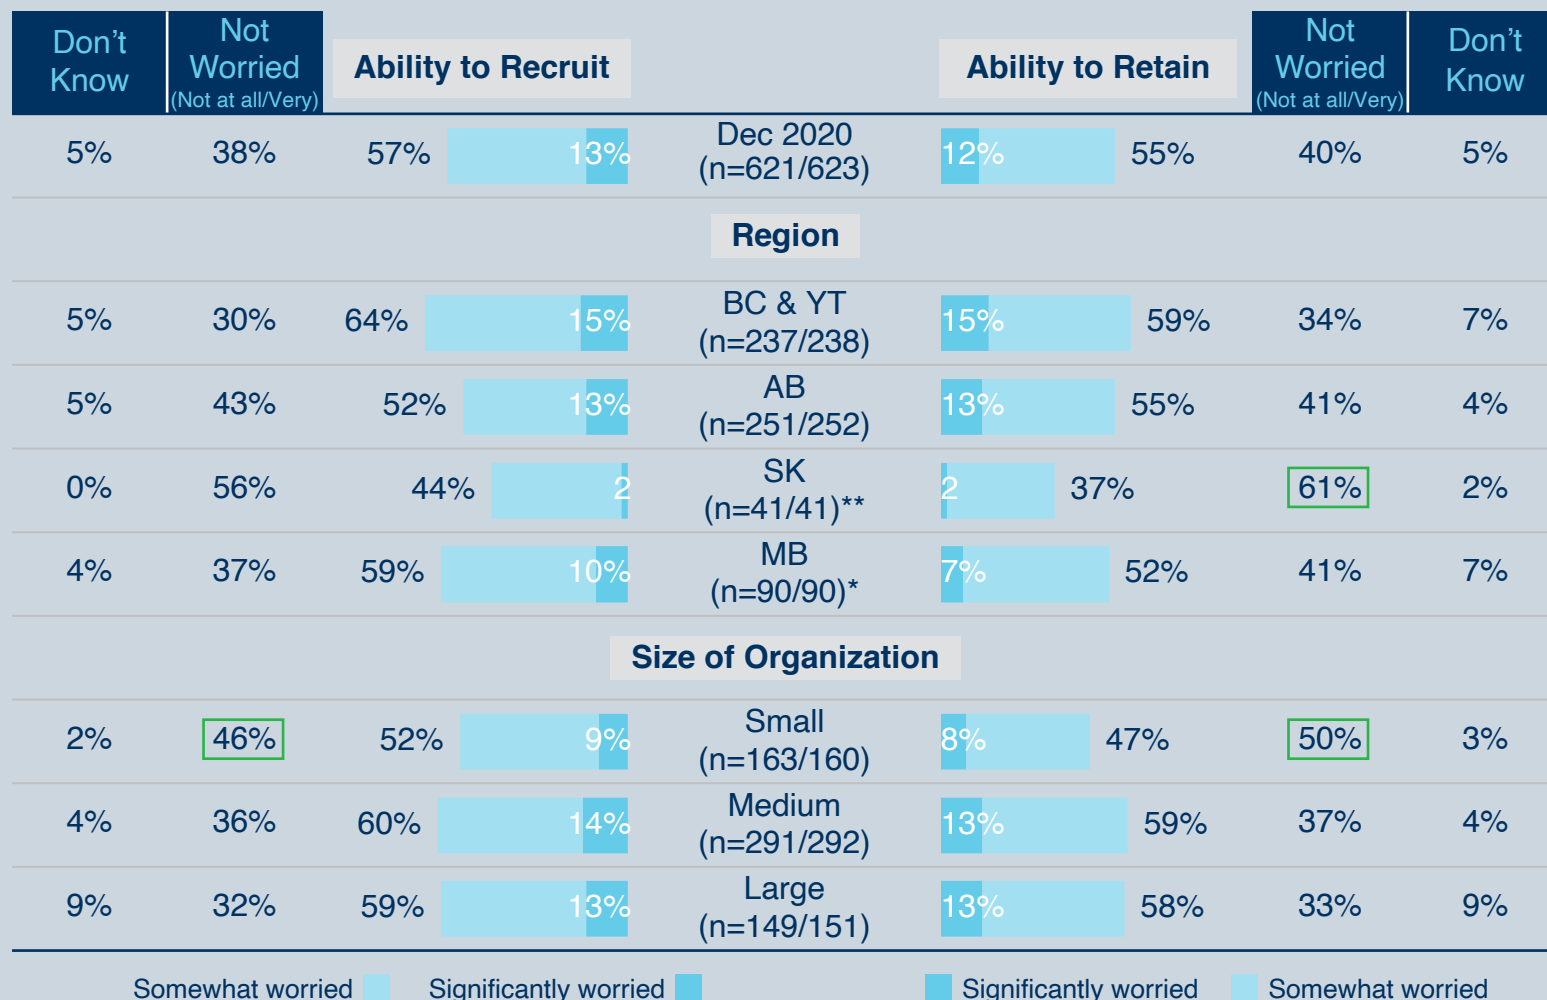 Don't Know
Not Worried
(Not at all/Very)
Ability to Recruit
Ability to Retain
Not Worried
(Not at all/Very)
Don't Know
5% 38% 57% 13% Dec 2020 (n=621/623) 12% 55% 40% 5%
Region
5% 30% 64% 15% BC & YT (n=237/238) 15% 59% 34% 7%
5% 43% 52% 13% AB (n=251/252) 13% 55% 41% 4%
0% 56% 44% 2 SK (n=41/41)** 2 37% 61% 2%
4% 37% 59% 10% MB (n=90/90)* 7% 52% 41% 7%
Size of Organization
2% 46% 52% 9% Small (n=163/160) 8% 47% 50% 3%
4% 36% 60% 14% Medium (n=291/292) 13% 59% 37% 4%
9% 32% 59% 13% Large (n=149/151) 13% 58% 33% 9%
Somewhat worried Significantly worried Significantly worried Somewhat worried